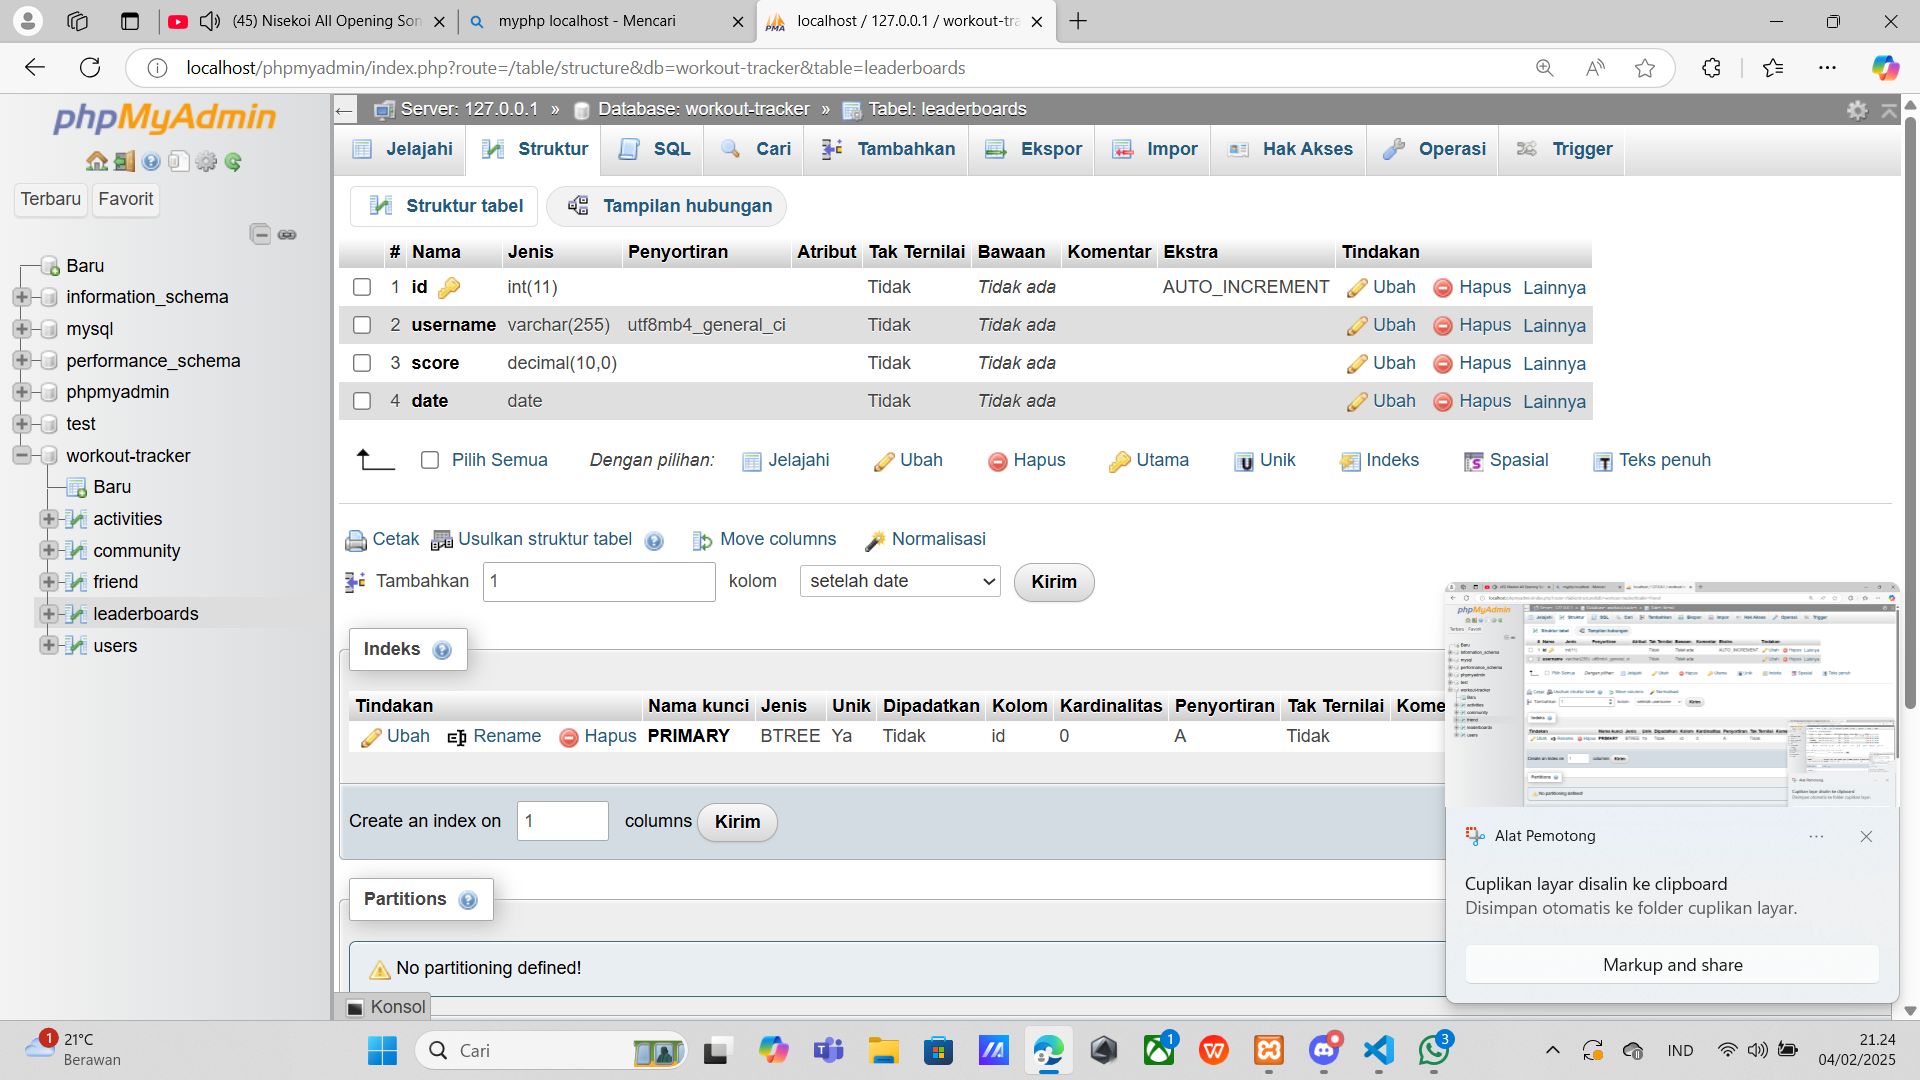 (45) Nisekoi All Opening Son
myphp localhost - Mencari
localhost / 127.0.0.1 / workout-tra
localhost/phpmyadmin/index.php?route=/table/structure&db=workout-tracker&table=leaderboards
phpMyAdmin
Terbaru Favorit
Baru
information_schema
mysql
performance_schema
phpmyadmin
test
workout-tracker
Baru
activities
community
friend
leaderboards
users
Server: 127.0.0.1 » Database: workout-tracker » Tabel: leaderboards
Jelajahi Struktur SQL Cari Tambahkan Ekspor Impor Hak Akses Operasi Trigger
Struktur tabel Tampilan hubungan
# Nama Jenis Penyortiran Atribut Tak Ternilai Bawaan Komentar Ekstra Tindakan
1 id int(11) Tidak Tidak ada AUTO_INCREMENT Ubah Hapus Lainnya
2 username varchar(255) utf8mb4_general_ci Tidak Tidak ada Ubah Hapus Lainnya
3 score decimal(10,0) Tidak Tidak ada Ubah Hapus Lainnya
4 date date Tidak Tidak ada Ubah Hapus Lainnya
Pilih Semua Dengan pilihan: Jelajahi Ubah Hapus Utama Unik Indeks Spasial Teks penuh
Cetak Usulkan struktur tabel Move columns Normalisasi
Tambahkan 1 kolom setelah date Kirim
Indeks
Tindakan Nama kunci Jenis Unik Dipadatkan Kolom Kardinalitas Penyortiran Tak Ternilai Kome
Ubah Rename Hapus PRIMARY BTREE Ya Tidak id 0 A Tidak
Create an index on 1 columns Kirim
Partitions
No partitioning defined!
Konsol
Alat Pemotong
Cuplikan layar disalin ke clipboard
Disimpan otomatis ke folder cuplikan layar.
Markup and share
1
21°C
Berawan
Cari
1
3
IND
21.24
04/02/2025